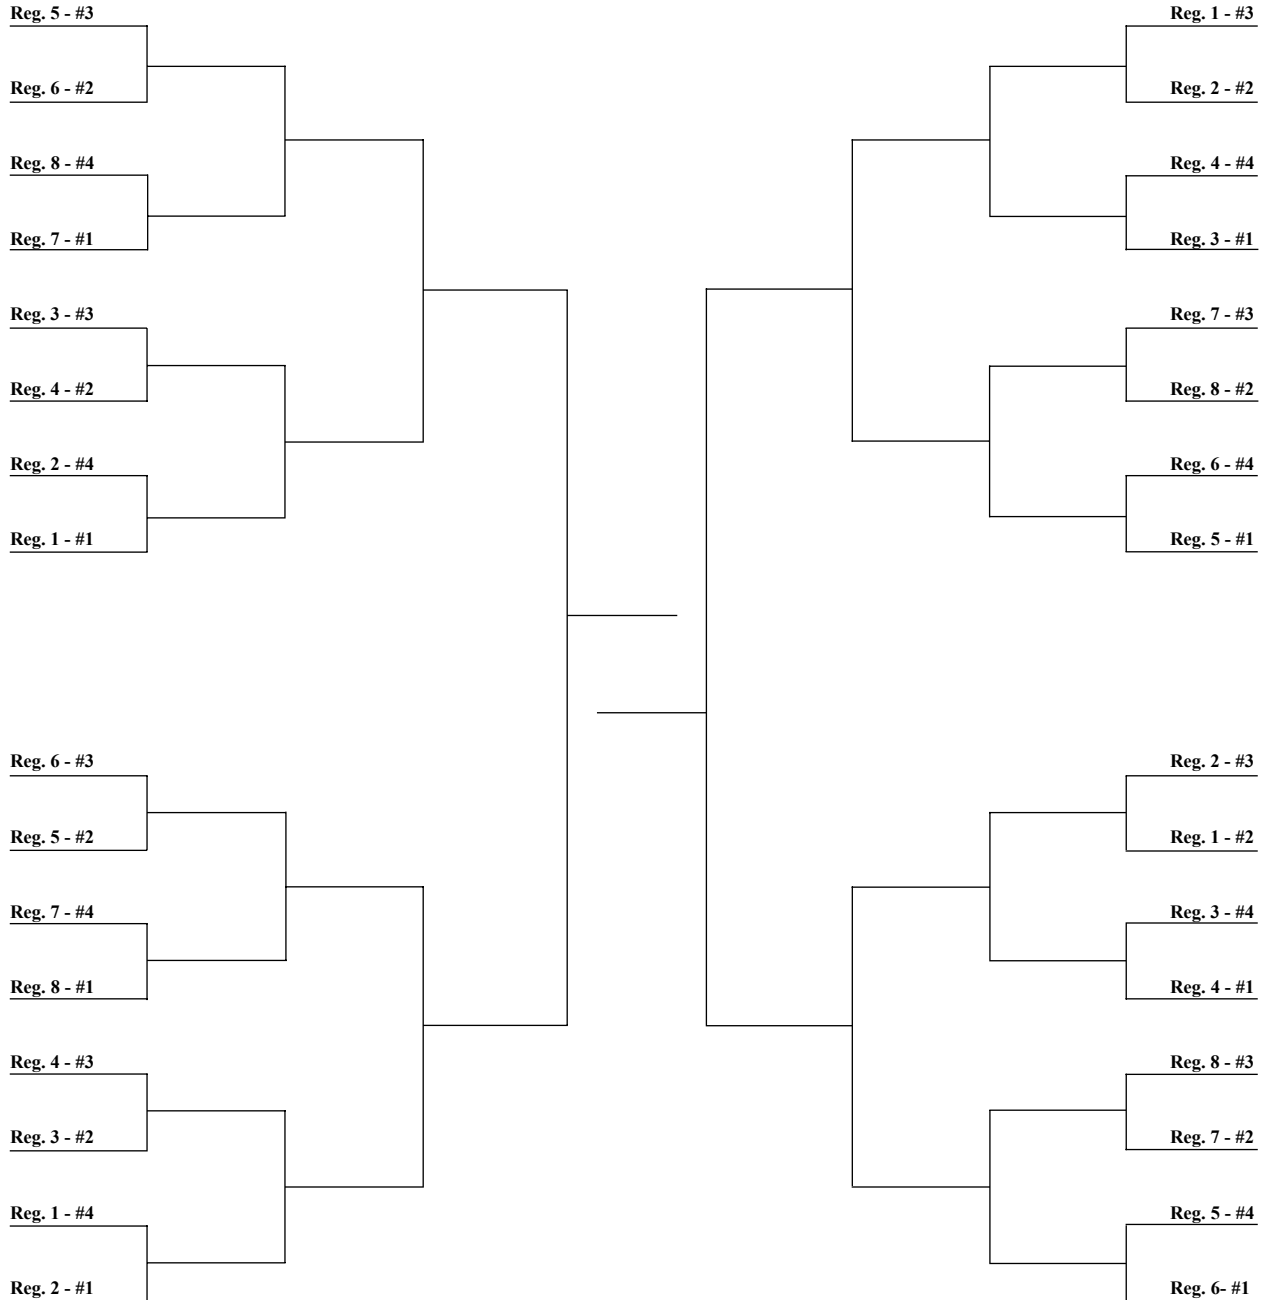 Reg. 5 - #3
Reg. 6 - #2
Reg. 8 - #4
Reg. 7 - #1
Reg. 3 - #3
Reg. 4 - #2
Reg. 2 - #4
Reg. 1 - #1
Reg. 6 - #3
Reg. 5 - #2
Reg. 7 - #4
Reg. 8 - #1
Reg. 4 - #3
Reg. 3 - #2
Reg. 1 - #4
Reg. 2 - #1
Reg. 1 - #3
Reg. 2 - #2
Reg. 4 - #4
Reg. 3 - #1
Reg. 7 - #3
Reg. 8 - #2
Reg. 6 - #4
Reg. 5 - #1
Reg. 2 - #3
Reg. 1 - #2
Reg. 3 - #4
Reg. 4 - #1
Reg. 8 - #3
Reg. 7 - #2
Reg. 5 - #4
Reg. 6- #1